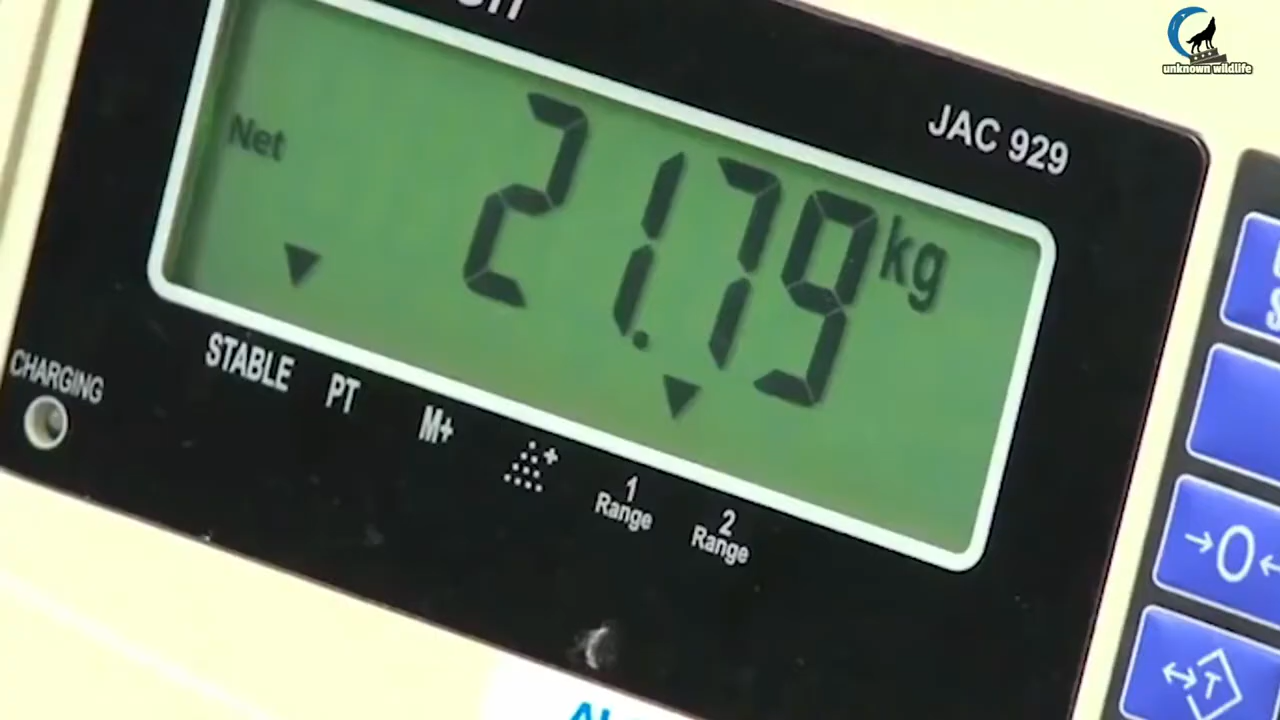 unknown wildlife
JAC 929
Net
21.79 kg
STABLE
PT
M+
1
Range
2
Range
CHARGING
→0←
T